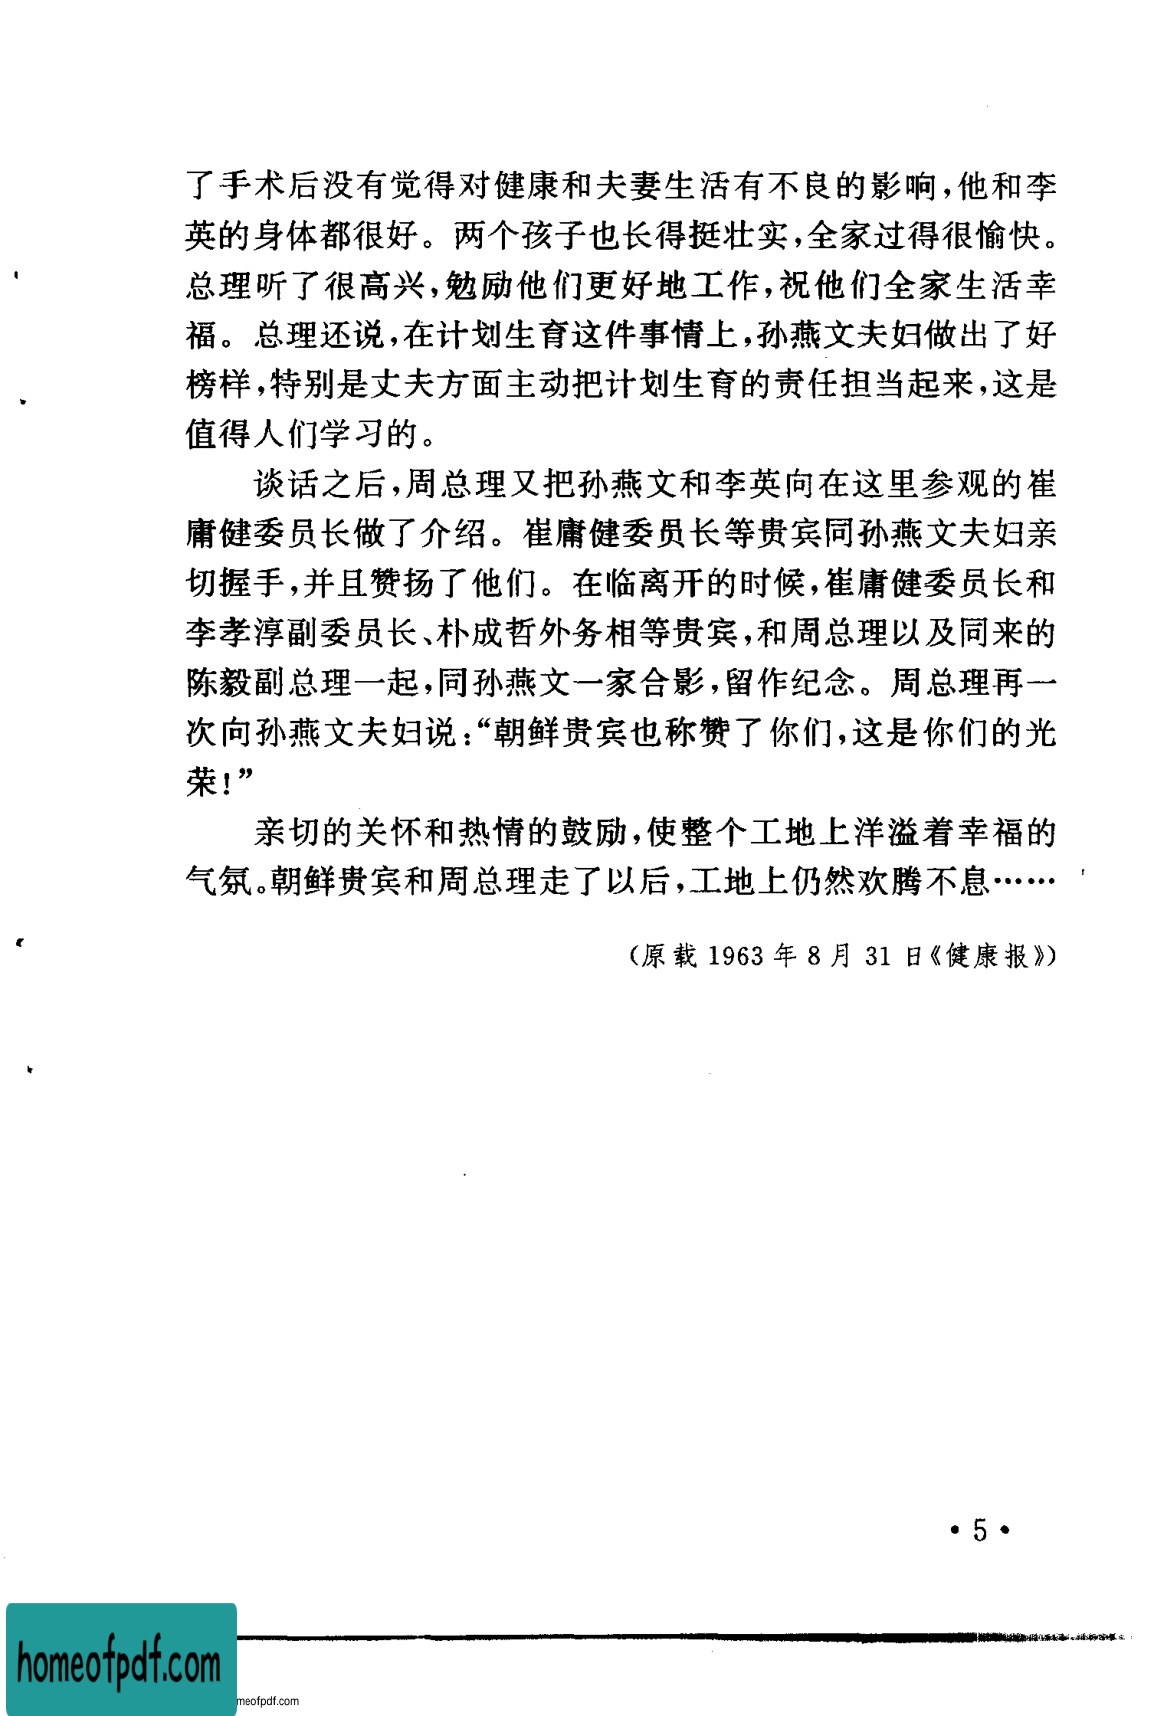 了手术后没有觉得对健康和夫妻生活有不良的影响，他和李
英的身体都很好。两个孩子也长得挺壮实，全家过得很愉快。
总理听了很高兴，勉励他们更好地工作，祝他们全家生活幸
福。总理还说，在计划生育这件事情上，孙燕文夫妇做出了好
榜样，特别是丈夫方面主动把计划生育的责任担当起来，这是
值得人们学习的。
谈话之后，周总理又把孙燕文和李英向在这里参观的崔
庸健委员长做了介绍。崔庸健委员长等贵宾同孙燕文夫妇亲
切握手，并且赞扬了他们。在临离开的时候，崔庸健委员长和
李孝淳副委员长、朴成哲外务相等贵宾，和周总理以及同来的
陈毅副总理一起，同孙燕文一家合影，留作纪念。周总理再一
次向孙燕文夫妇说：“朝鲜贵宾也称赞了你们，这是你们的光
荣！”
亲切的关怀和热情的鼓励，使整个工地上洋溢着幸福的
气氛。朝鲜贵宾和周总理走了以后，工地上仍然欢腾不息……
（原载 1963 年 8 月 31 日《健康报》）
• 5 •
homeofpdf.com
meofpdf.com